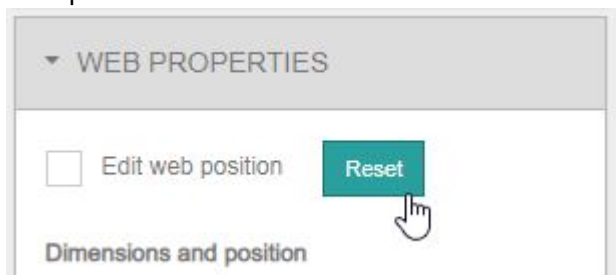 WEB PROPERTIES
Edit web position Reset
Dimensions and position